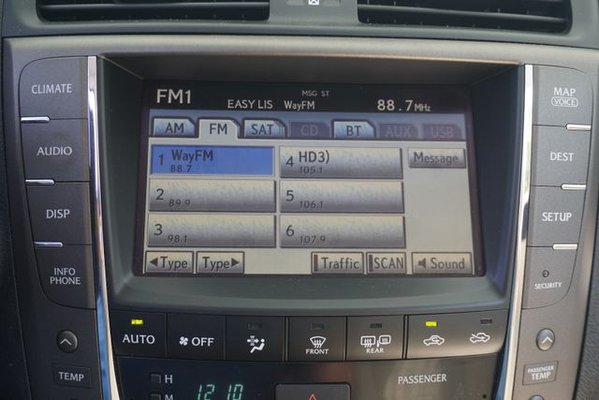 CLIMATE
AUDIO
DISP
INFO
PHONE
TEMP
FM1
MSG ST
EASY LIS WayFM 88.7MHz
AM FM SAT CD BT AUX USB
1 WayFM
88.7
4 HD3)
105.1
Message
2
89.9
5
106.1
3
98.1
6
107.9
◄Type Type► Traffic SCAN Sound
MAP
VOICE
DEST
SETUP
SECURITY
PASSENGER
TEMP
AUTO OFF FRONT REAR
H
M
12:10
PASSENGER